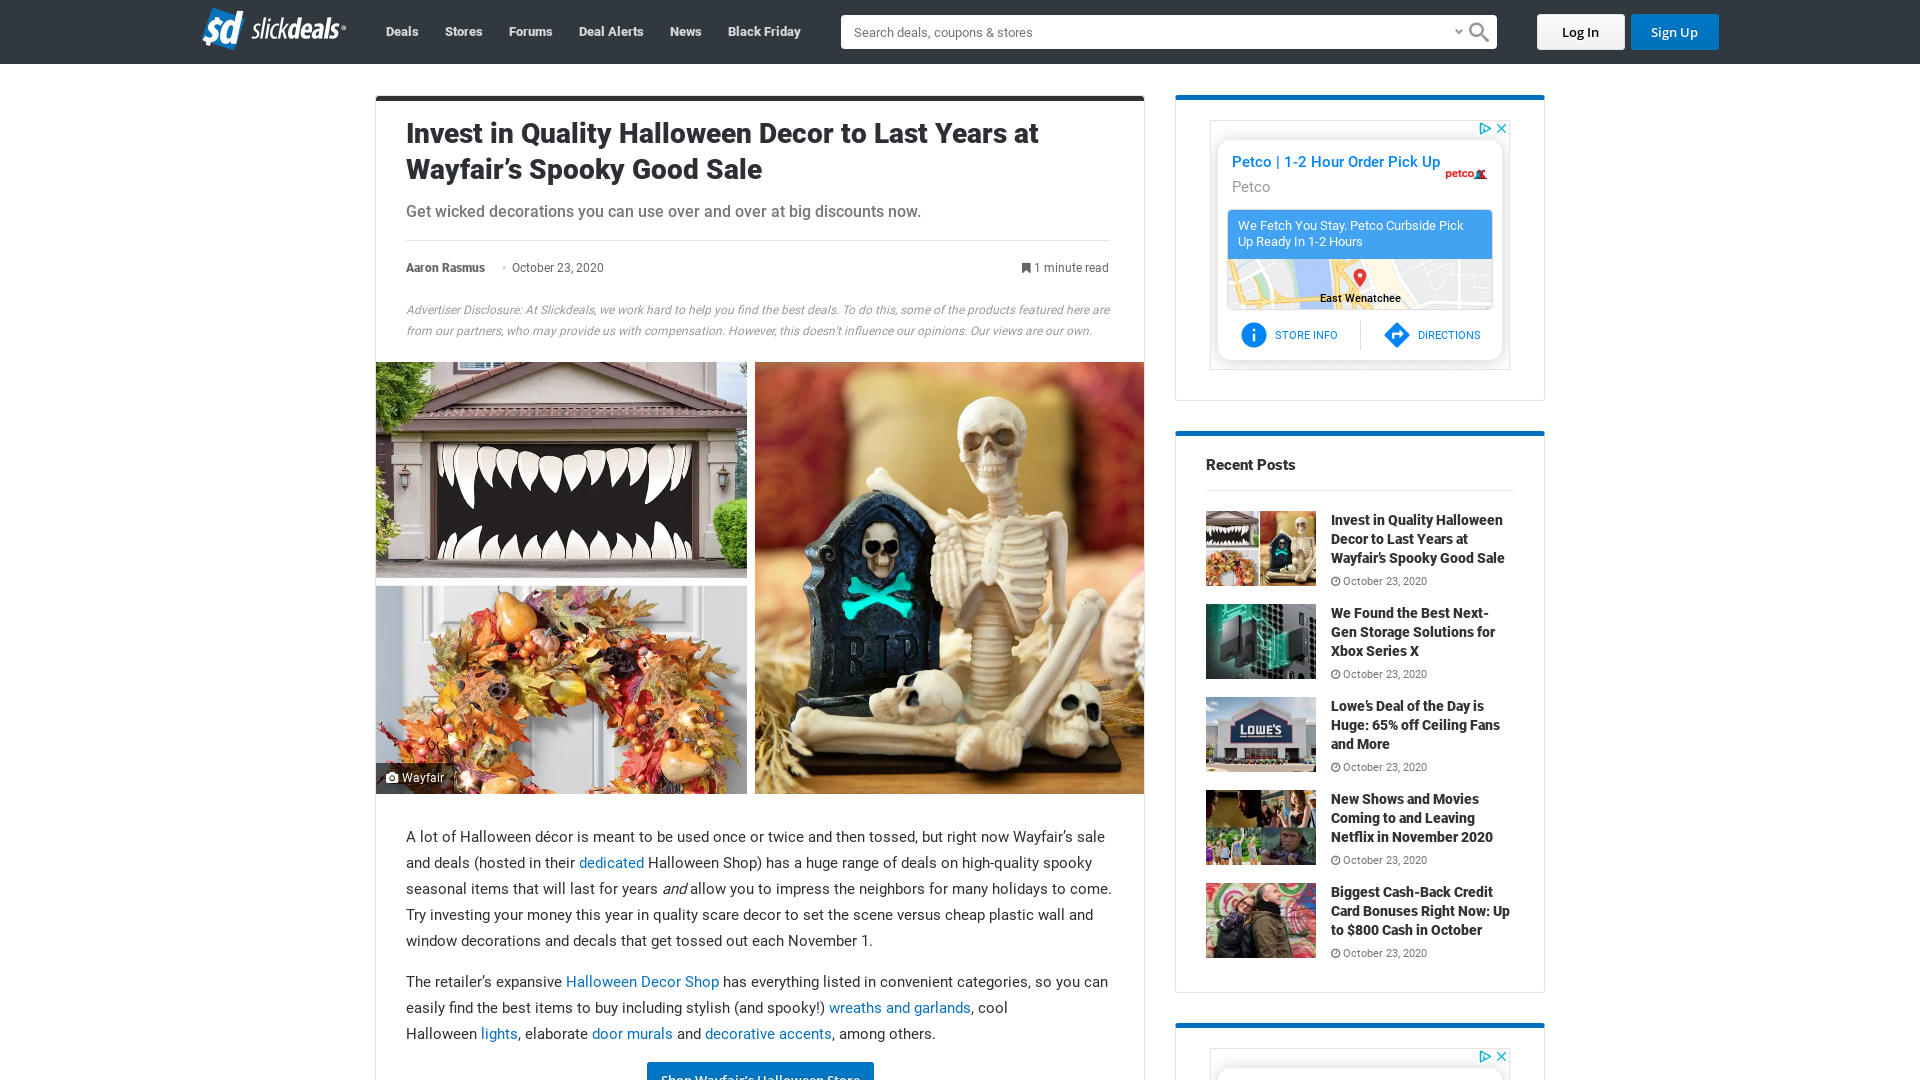 slickdeals
Deals
Stores
Forums
Deal Alerts
News
Black Friday
Search deals, coupons & stores
Log In
Sign Up
Invest in Quality Halloween Decor to Last Years at
Wayfair’s Spooky Good Sale
Get wicked decorations you can use over and over at big discounts now.
Aaron Rasmus
October 23, 2020
1 minute read
Advertiser Disclosure: At Slickdeals, we work hard to help you find the best deals. To do this, some of the products featured here are
from our partners, who may provide us with compensation. However, this doesn’t influence our opinions. Our views are our own.
RIP
Wayfair
A lot of Halloween décor is meant to be used once or twice and then tossed, but right now Wayfair’s sale
and deals (hosted in their dedicated Halloween Shop) has a huge range of deals on high-quality spooky
seasonal items that will last for years and allow you to impress the neighbors for many holidays to come.
Try investing your money this year in quality scare decor to set the scene versus cheap plastic wall and
window decorations and decals that get tossed out each November 1.
The retailer’s expansive Halloween Decor Shop has everything listed in convenient categories, so you can
easily find the best items to buy including stylish (and spooky!) wreaths and garlands, cool
Halloween lights, elaborate door murals and decorative accents, among others.
Shop Wayfair’s Halloween Store
Petco | 1-2 Hour Order Pick Up
Petco
petco
We Fetch You Stay. Petco Curbside Pick
Up Ready In 1-2 Hours
East Wenatchee
STORE INFO
DIRECTIONS
Recent Posts
Invest in Quality Halloween
Decor to Last Years at
Wayfair’s Spooky Good Sale
October 23, 2020
We Found the Best Next-
Gen Storage Solutions for
Xbox Series X
October 23, 2020
LOWE'S
Lowe’s Deal of the Day is
Huge: 65% off Ceiling Fans
and More
October 23, 2020
New Shows and Movies
Coming to and Leaving
Netflix in November 2020
October 23, 2020
Biggest Cash-Back Credit
Card Bonuses Right Now: Up
to $800 Cash in October
October 23, 2020